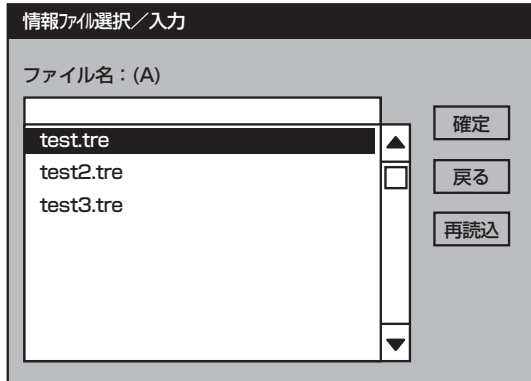 情報ファイル選択／入力
ファイル名：(A)
test.tre
test2.tre
test3.tre
確定
戻る
再読込